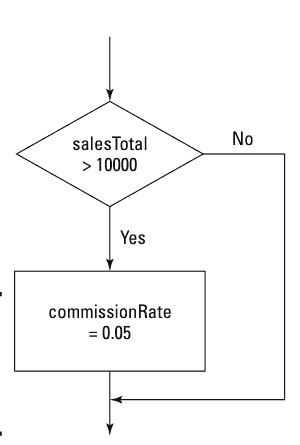 salesTotal
> 10000
No
Yes
commissionRate
= 0.05